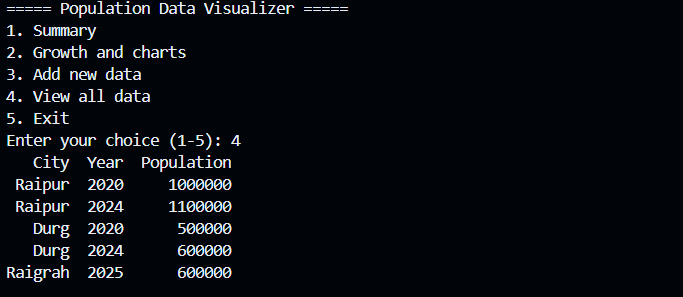 ===== Population Data Visualizer =====
1. Summary
2. Growth and charts
3. Add new data
4. View all data
5. Exit
Enter your choice (1-5): 4
City Year Population
Raipur 2020 1000000
Raipur 2024 1100000
Durg 2020 500000
Durg 2024 600000
Raigrah 2025 600000